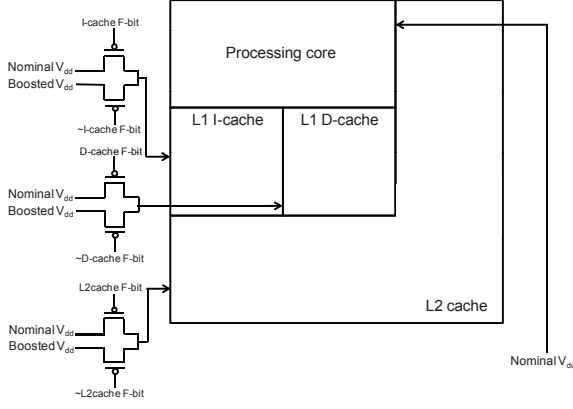 I-cache F-bit
Nominal Vdd
Boosted Vdd
~I-cache F-bit
D-cache F-bit
Nominal Vdd
Boosted Vdd
~D-cache F-bit
L2cache F-bit
Nominal Vdd
Boosted Vdd
~L2cache F-bit
Processing core
L1 I-cache
L1 D-cache
L2 cache
Nominal Vdd